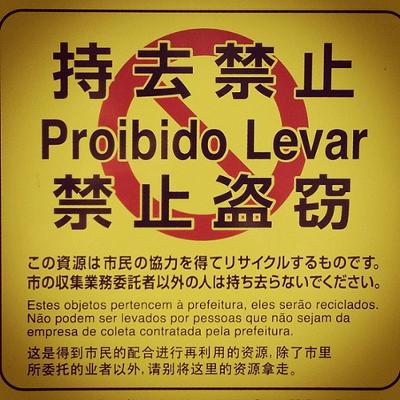 持去禁止
Proibido Levar
禁止盗窃
この資源は市民の協力を得てリサイクルするものです。
市の収集業務委託者以外の人は持ち去らないでください。
Estes objetos pertencem à prefeitura, eles serão reciclados.
Não podem ser levados por pessoas que não sejam da
empresa de coleta contratada pela prefeitura.
这是得到市民的配合进行再利用的资源,除了市里
所委托的业者以外,请别将这里的资源拿走。